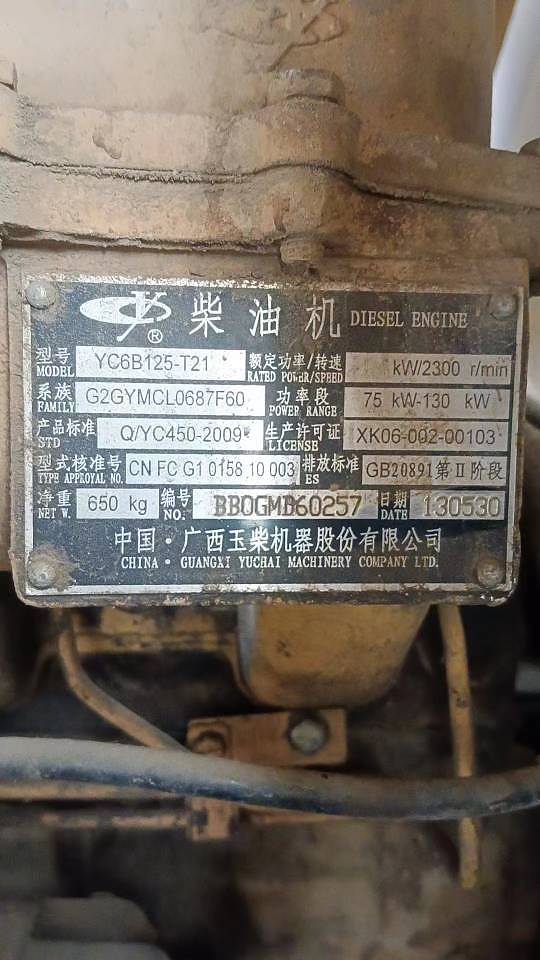 柴油机 DIESEL ENGINE
型号 MODEL YC6B125-T21 额定功率/转速 RATED POWER/SPEED kW/2300 r/min
系族 FAMILY G2GYMCL0687F60 功率段 POWER RANGE 75 kW-130 kW
产品标准 STD Q/YC450-2009 生产许可证 LICENSE XK06-002-00103
型式核准号 TYPE APPROYAL NO. CN FC G1 0158 10 003 排放标准 ES GB20891第Ⅱ阶段
净重 NET W. 650 kg 编号 NO. BBOGMD60257 日期 DATE 130530
中国·广西玉柴机器股份有限公司
CHINA · GUANGXI YUCHAI MACHINERY COMPANY LTD.